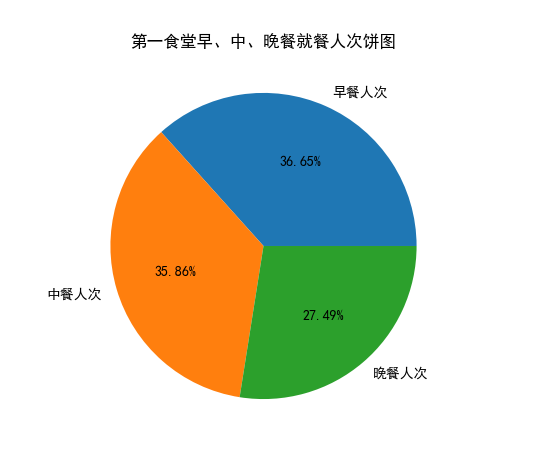 第一食堂早、中、晚餐就餐人次饼图
早餐人次
36.65%
35.86%
中餐人次
27.49%
晚餐人次